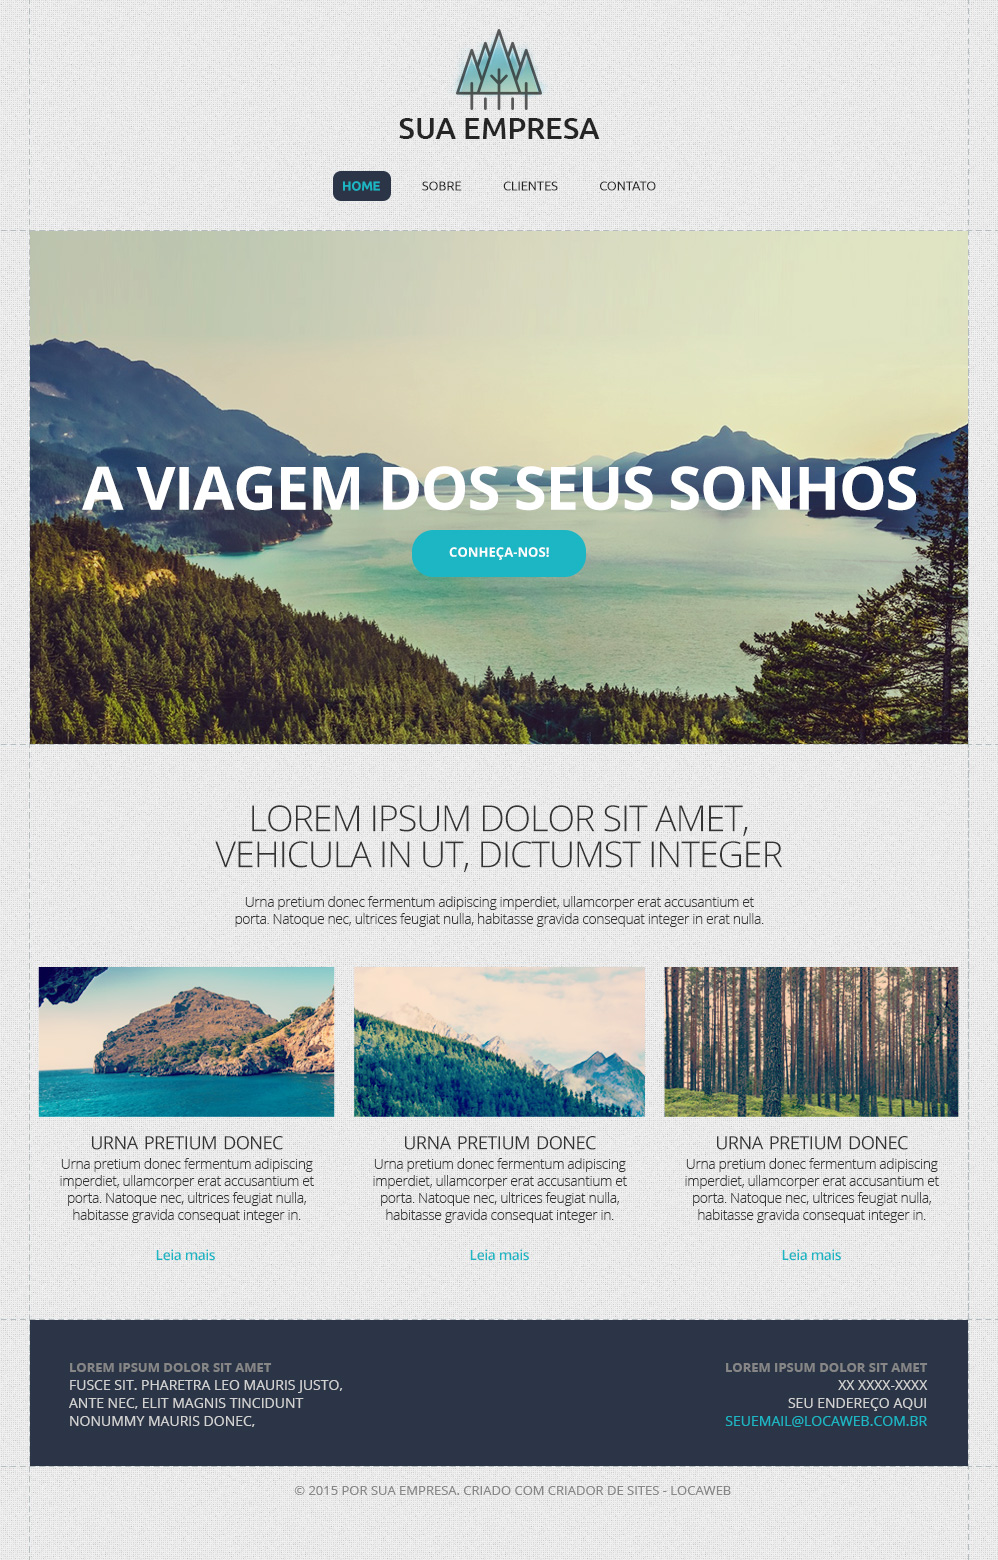 SUA EMPRESA
HOME SOBRE CLIENTES CONTATO
A VIAGEM DOS SEUS SONHOS
CONHEÇA-NOS!
LOREM IPSUM DOLOR SIT AMET,
VEHICULA IN UT, DICTUMST INTEGER
Urna pretium donec fermentum adipiscing imperdiet, ullamcorper erat accusantium et
porta. Natoque nec, ultrices feugiat nulla, habitasse gravida consequat integer in erat nulla.
URNA PRETIUM DONEC
Urna pretium donec fermentum adipiscing
imperdiet, ullamcorper erat accusantium et
porta. Natoque nec, ultrices feugiat nulla,
habitasse gravida consequat integer in.
Leia mais
URNA PRETIUM DONEC
Urna pretium donec fermentum adipiscing
imperdiet, ullamcorper erat accusantium et
porta. Natoque nec, ultrices feugiat nulla,
habitasse gravida consequat integer in.
Leia mais
URNA PRETIUM DONEC
Urna pretium donec fermentum adipiscing
imperdiet, ullamcorper erat accusantium et
porta. Natoque nec, ultrices feugiat nulla,
habitasse gravida consequat integer in.
Leia mais
LOREM IPSUM DOLOR SIT AMET
FUSCE SIT. PHARETRA LEO MAURIS JUSTO,
ANTE NEC, ELIT MAGNIS TINCIDUNT
NONUMMY MAURIS DONEC,
LOREM IPSUM DOLOR SIT AMET
XX XXXX-XXXX
SEU ENDEREÇO AQUI
SEUEMAIL@LOCAWEB.COM.BR
© 2015 POR SUA EMPRESA. CRIADO COM CRIADOR DE SITES - LOCAWEB